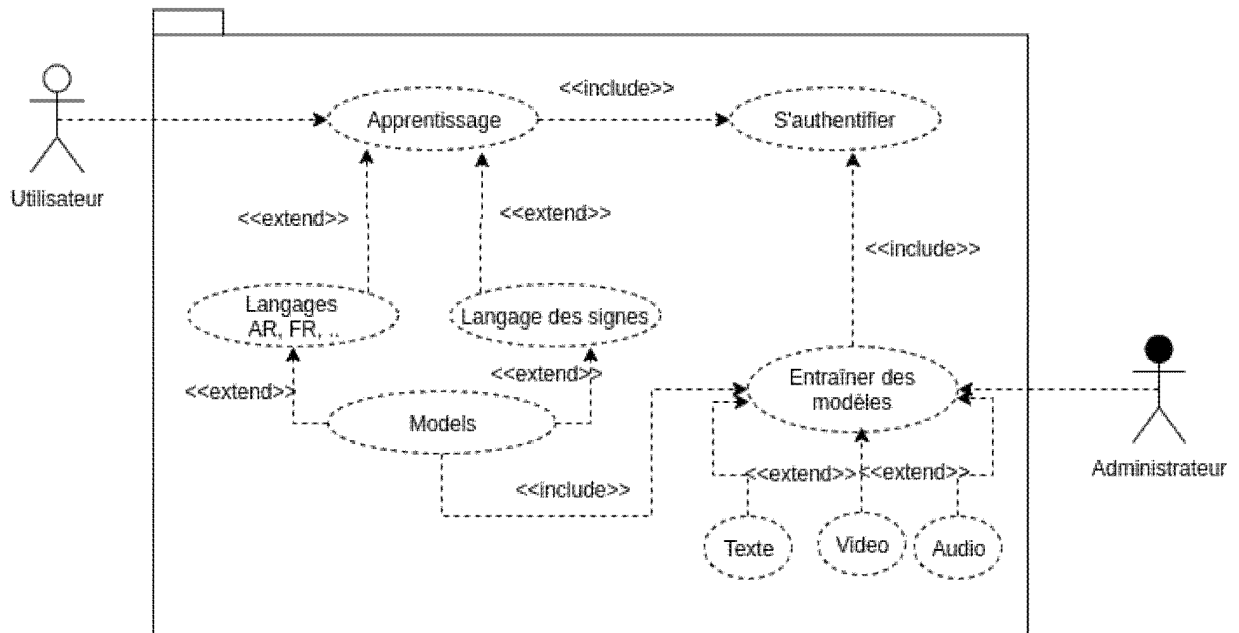 <<include>>
Apprentissage
S'authentifier
Utilisateur
<<extend>>
<<extend>>
<<include>>
Langages
AR, FR, ..
Langage des signes
<<extend>>
<<extend>>
Entraîner des
modèles
Models
Administrateur
<<include>>
<<extend>>
<<extend>>
Texte
Video
Audio